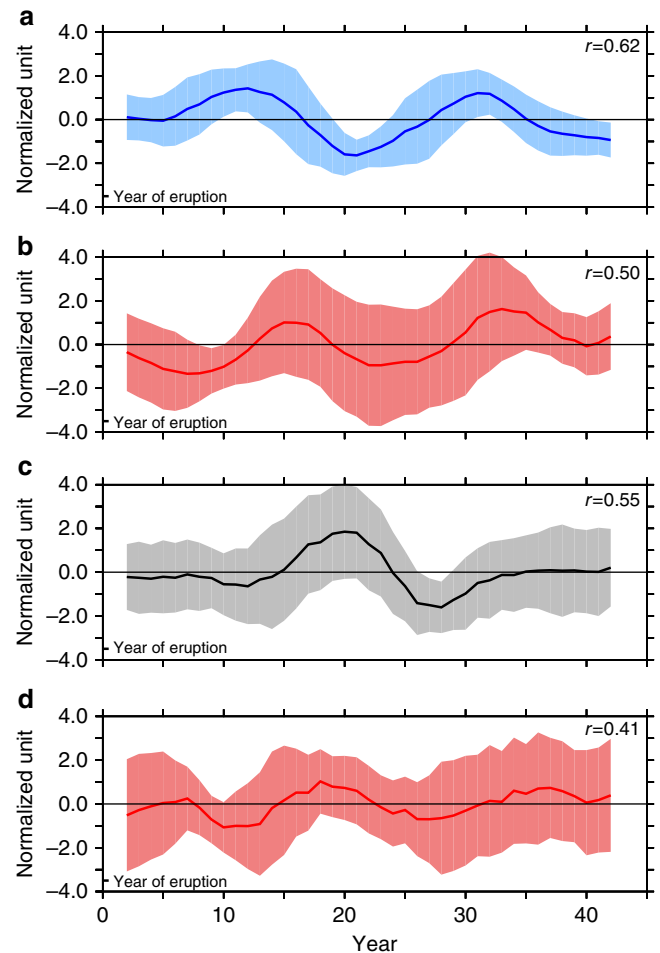 a
4.0
2.0
0.0
−2.0
−4.0
Normalized unit
r=0.62
Year of eruption
b
4.0
2.0
0.0
−2.0
−4.0
Normalized unit
r=0.50
Year of eruption
c
4.0
2.0
0.0
−2.0
−4.0
Normalized unit
r=0.55
Year of eruption
d
4.0
2.0
0.0
−2.0
−4.0
Normalized unit
r=0.41
Year of eruption
0 10 20 30 40
Year